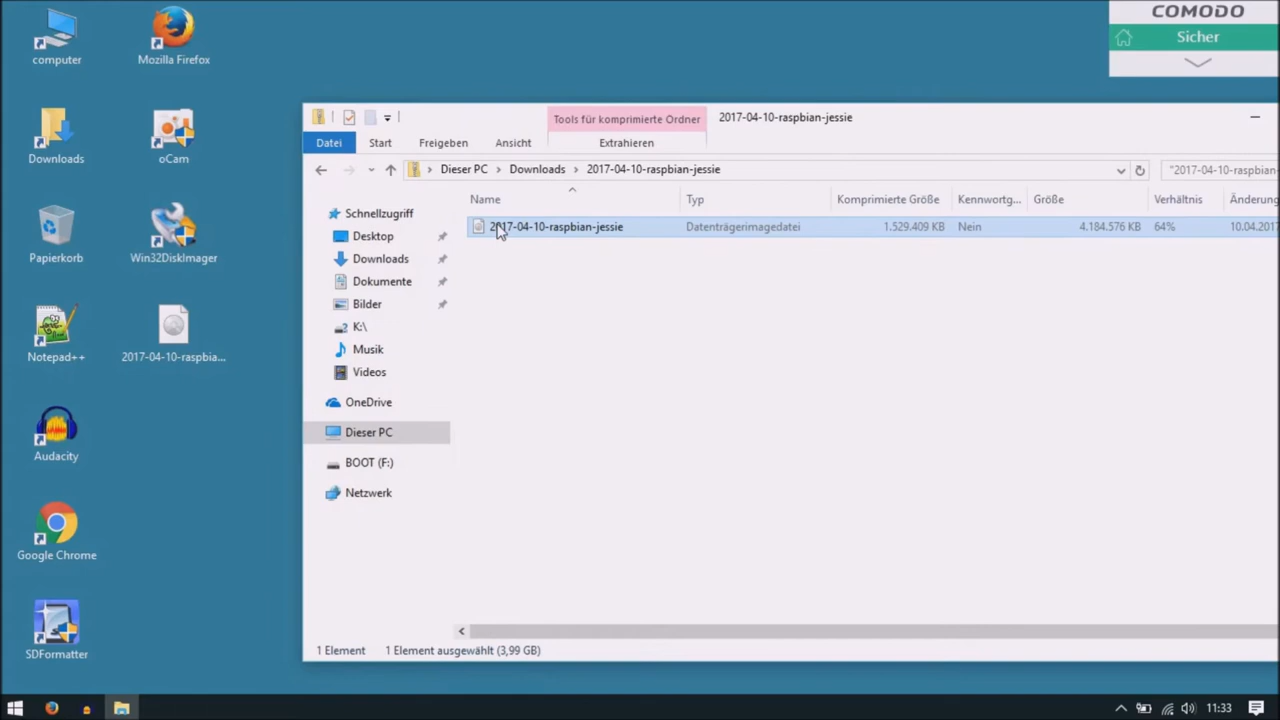 computer
Mozilla Firefox
COMODO
Sicher
Downloads
oCam
Papierkorb
Win32DiskImager
Notepad++
2017-04-10-raspbia...
Audacity
Google Chrome
SDFormatter
Tools für komprimierte Ordner
2017-04-10-raspbian-jessie
Datei
Start
Freigeben
Ansicht
Extrahieren
Dieser PC > Downloads > 2017-04-10-raspbian-jessie
"2017-04-10-raspbian-
Name
Typ
Komprimierte Größe
Kennwortg...
Größe
Verhältnis
Änderung
2017-04-10-raspbian-jessie
Datenträgerimagedatei
1.529.409 KB
Nein
4.184.576 KB
64%
10.04.2017
Schnellzugriff
Desktop
Downloads
Dokumente
Bilder
K:\
Musik
Videos
OneDrive
Dieser PC
BOOT (F:)
Netzwerk
1 Element
1 Element ausgewählt (3,99 GB)
11:33